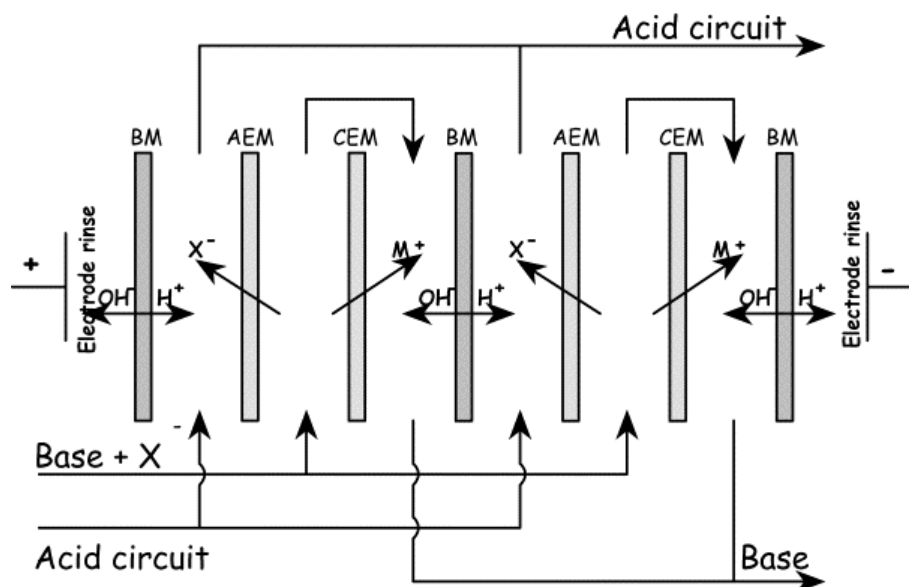 Acid circuit
BM
AEM
CEM
BM
AEM
CEM
BM
+
Electrode rinse
X⁻
M⁺
X⁻
M⁺
Electrode rinse
-
OH⁻ H⁺
OH⁻ H⁺
OH⁻ H⁺
Base + X⁻
Acid circuit
Base